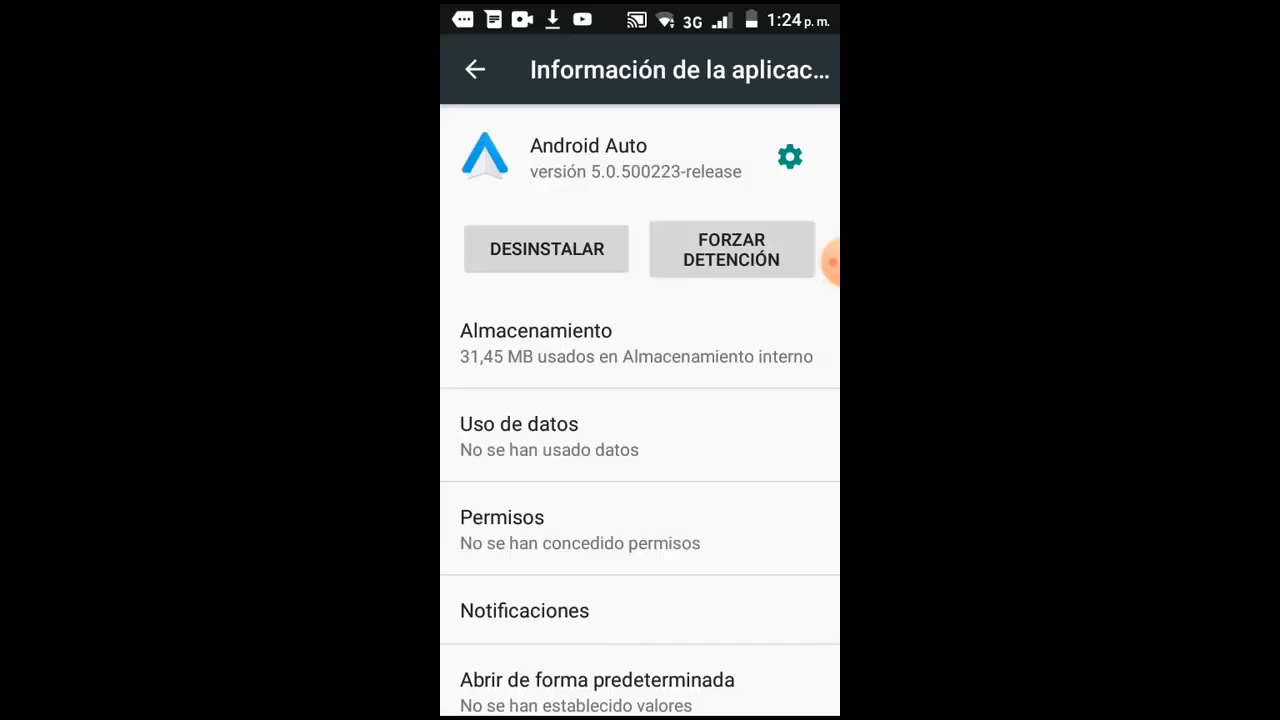 3G 1:24 p. m.
Información de la aplicac...
Android Auto
versión 5.0.500223-release
DESINSTALAR
FORZAR
DETENCIÓN
Almacenamiento
31,45 MB usados en Almacenamiento interno
Uso de datos
No se han usado datos
Permisos
No se han concedido permisos
Notificaciones
Abrir de forma predeterminada
No se han establecido valores